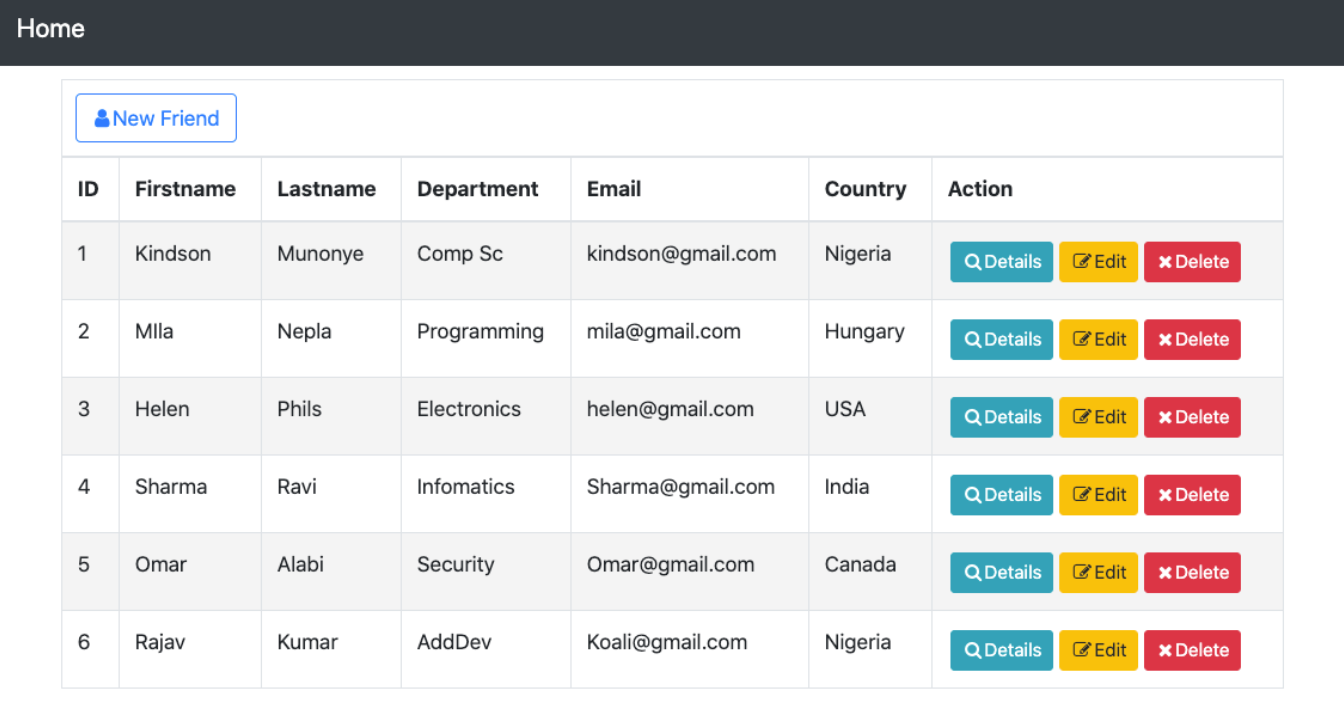 Home
New Friend
ID Firstname Lastname Department Email Country Action
1 Kindson Munonye Comp Sc kindson@gmail.com Nigeria Details Edit Delete
2 MIla Nepla Programming mila@gmail.com Hungary Details Edit Delete
3 Helen Phils Electronics helen@gmail.com USA Details Edit Delete
4 Sharma Ravi Infomatics Sharma@gmail.com India Details Edit Delete
5 Omar Alabi Security Omar@gmail.com Canada Details Edit Delete
6 Rajav Kumar AddDev Koali@gmail.com Nigeria Details Edit Delete